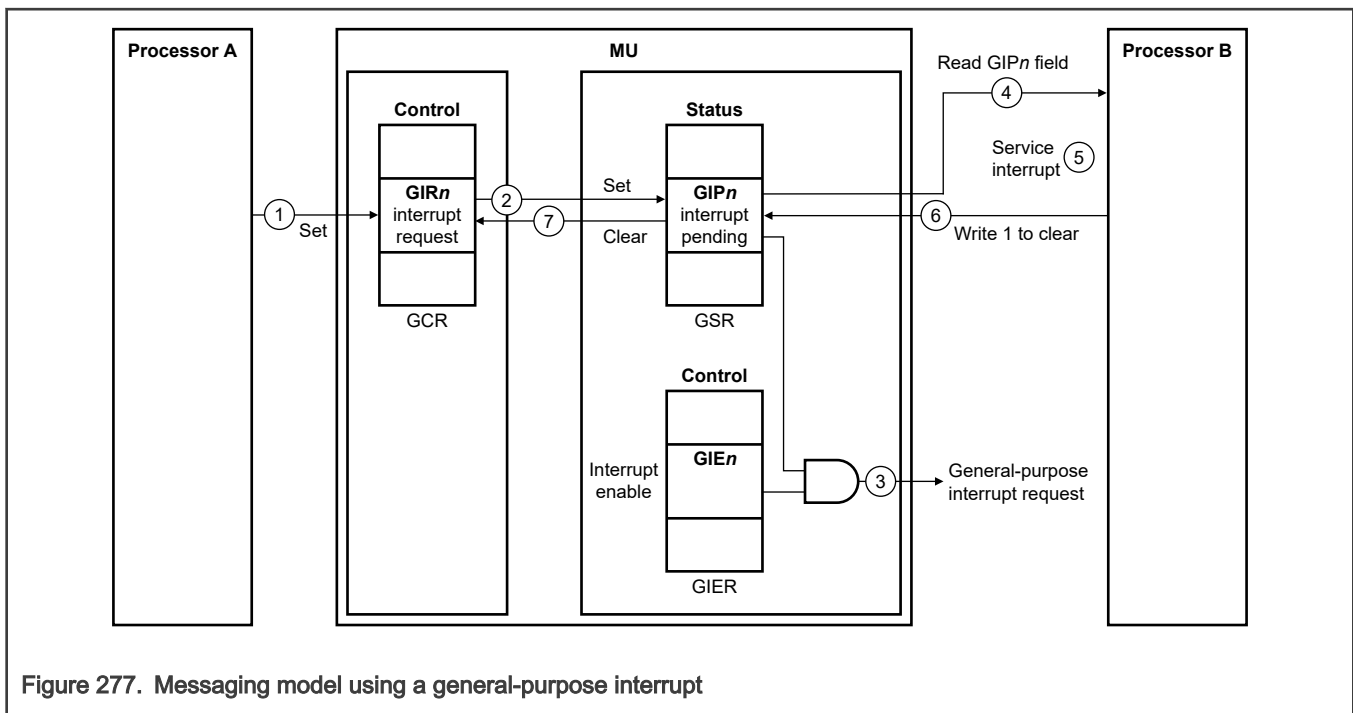 Processor A
MU
Processor B
Read GIPn field
4
Control
Status
Service
interrupt
5
GIRn
interrupt
request
2
Set
GIPn
interrupt
pending
1
Set
7
Clear
6
Write 1 to clear
GCR
GSR
Control
Interrupt
enable
GIEn
3
General-purpose
interrupt request
GIER
Figure 277. Messaging model using a general-purpose interrupt